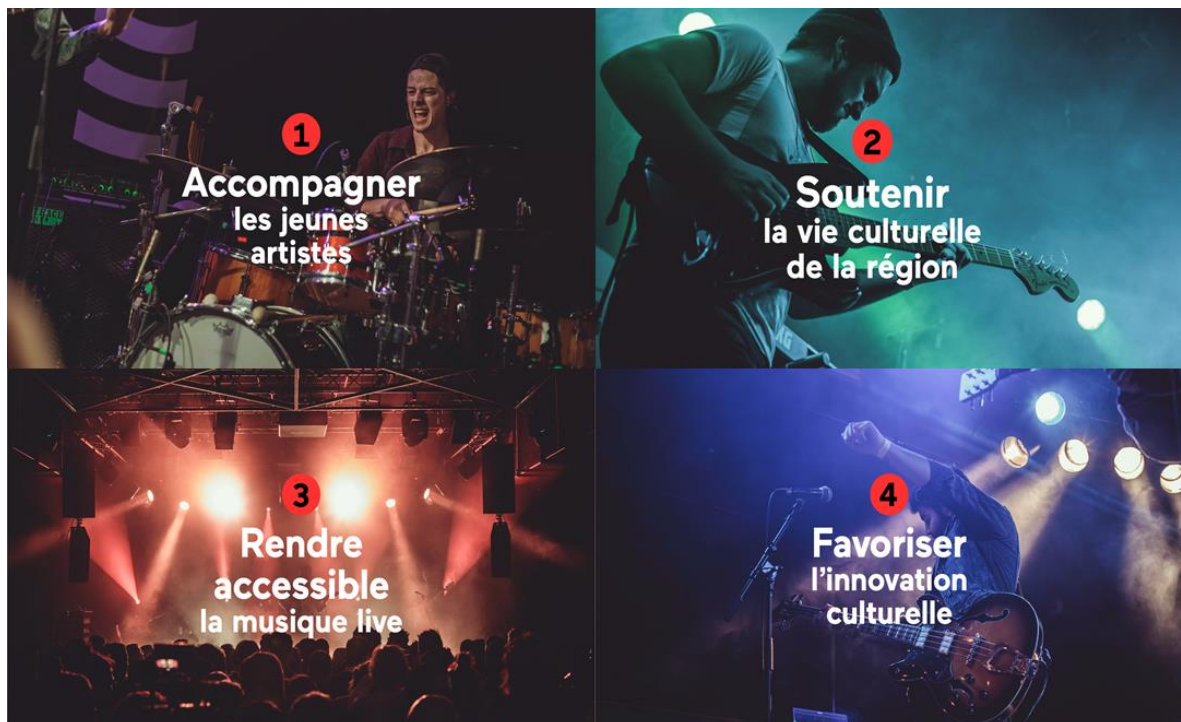 1
Accompagner
les jeunes
artistes
2
Soutenir
la vie culturelle
de la région
3
Rendre
accessible
la musique live
4
Favoriser
l'innovation
culturelle